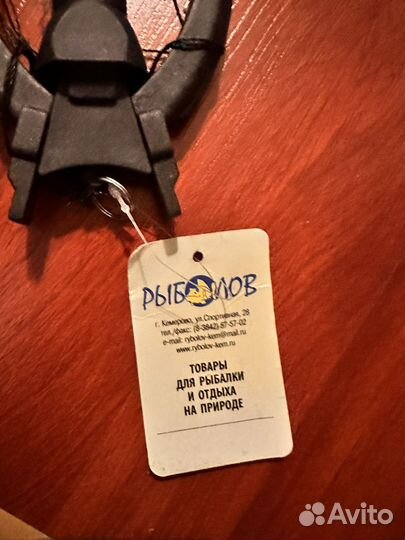 РЫБОЛОВ
г. Кемерово, ул.Спортивная, 28
тел./факс: (8-3842)-57-57-02
e-mail: rybolov-kem@mail.ru
www.rybolov-kem.ru
ТОВАРЫ
ДЛЯ РЫБАЛКИ
И ОТДЫХА
НА ПРИРОДЕ
Avito